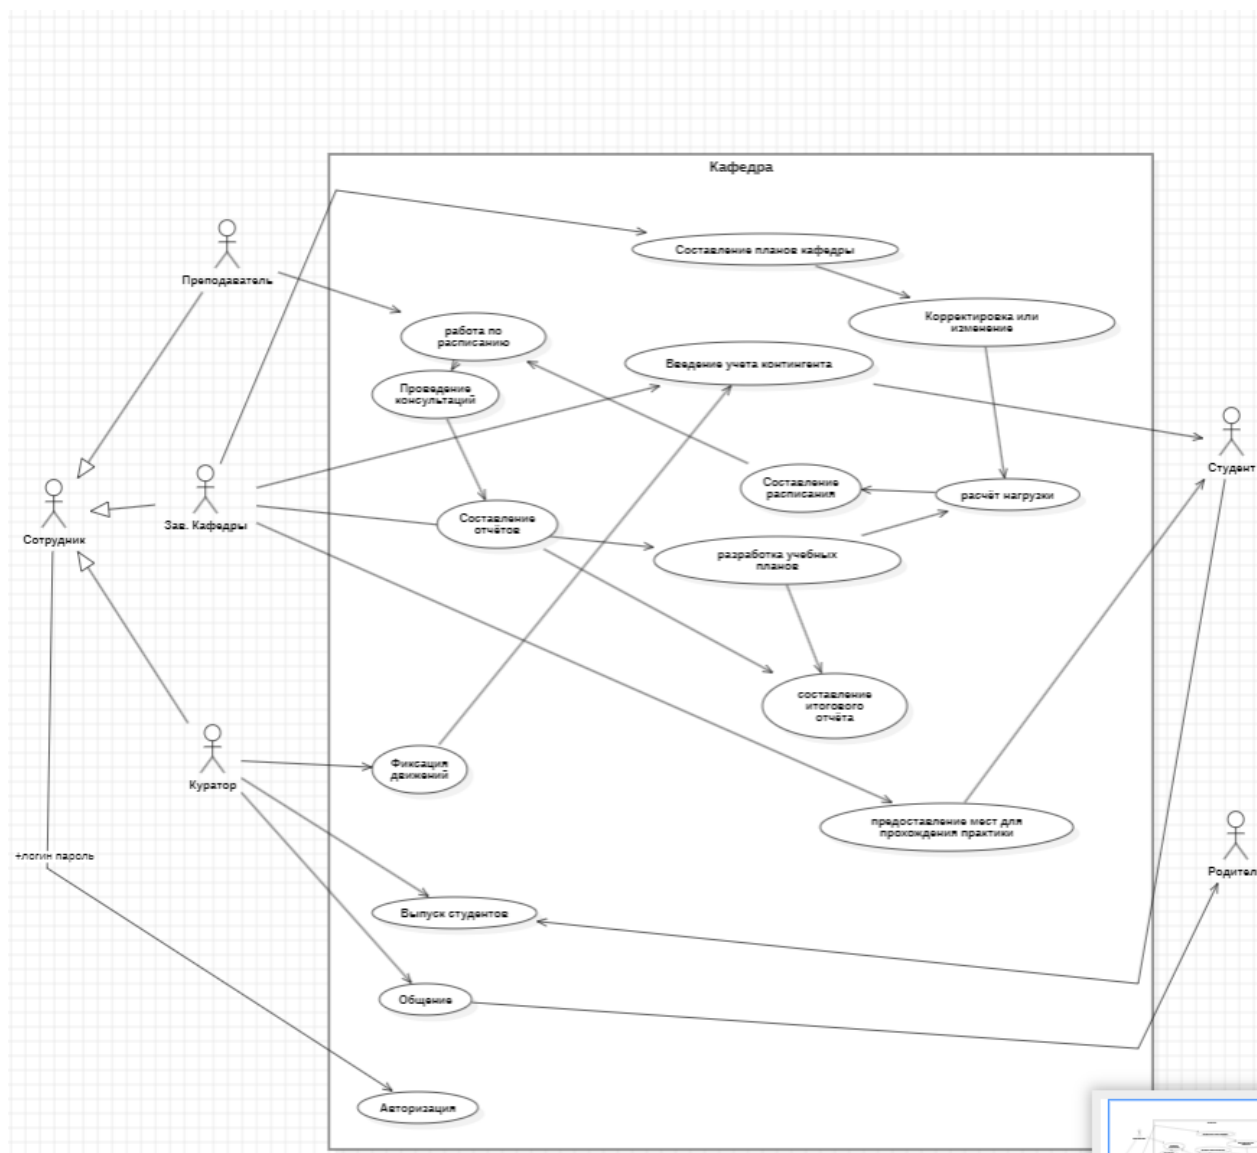 Кафедра
Составление планов кафедры
Преподаватель
Корректировка или
изменение
работа по
расписанию
Введение учета контингента
Проведение
консультаций
Студент
Составление
расписания
расчёт нагрузки
Зав. Кафедры
Составление
отчётов
Сотрудник
разработка учебных
планов
составление
итогового
отчёта
Фиксация
движений
Куратор
предоставление мест для
прохождения практики
+логин пароль
Родител
Выпуск студентов
Общение
Авторизация